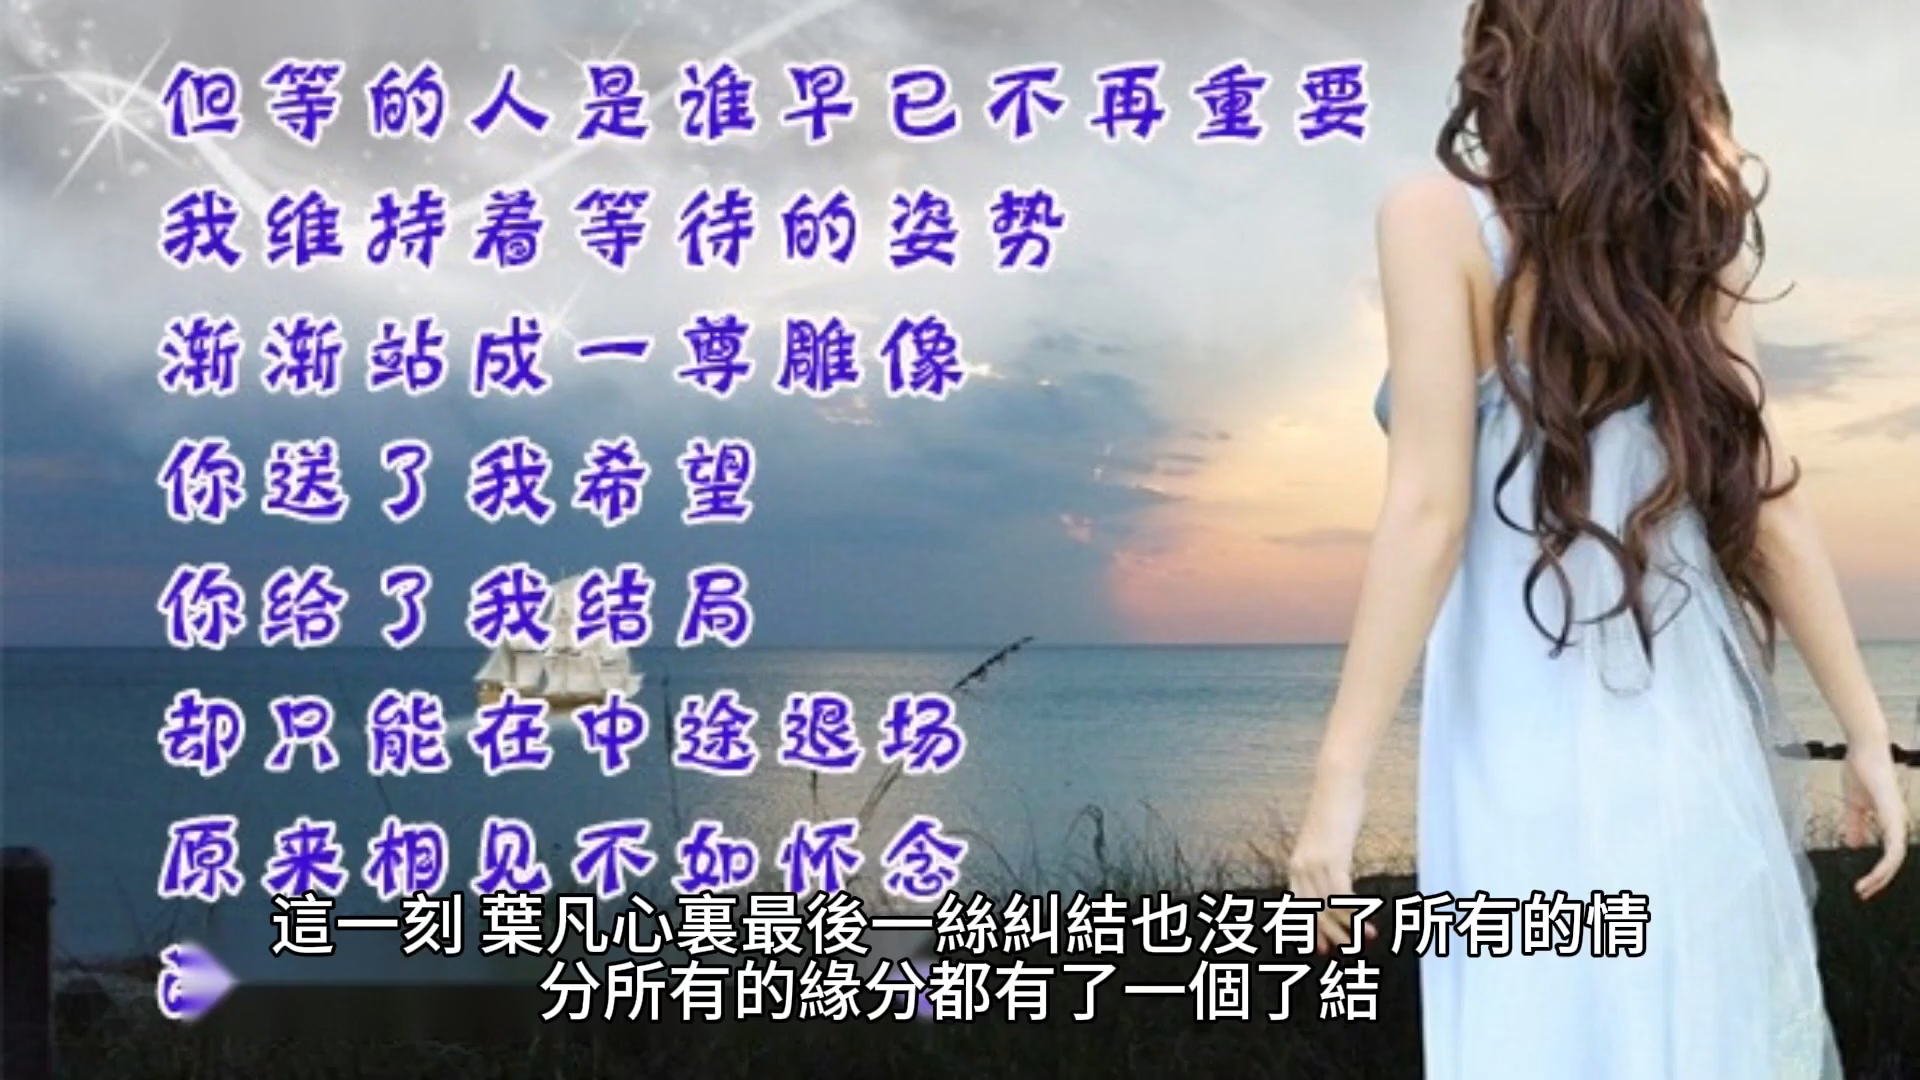 但等的人是谁早已不再重要
我维持着等待的姿势
渐渐站成一尊雕像
你送了我希望
你给了我结局
却只能在中途退场
原来相见不如怀念
這一刻 葉凡心裏最後一絲糾結也沒有了所有的情
分所有的緣分都有了一個了結